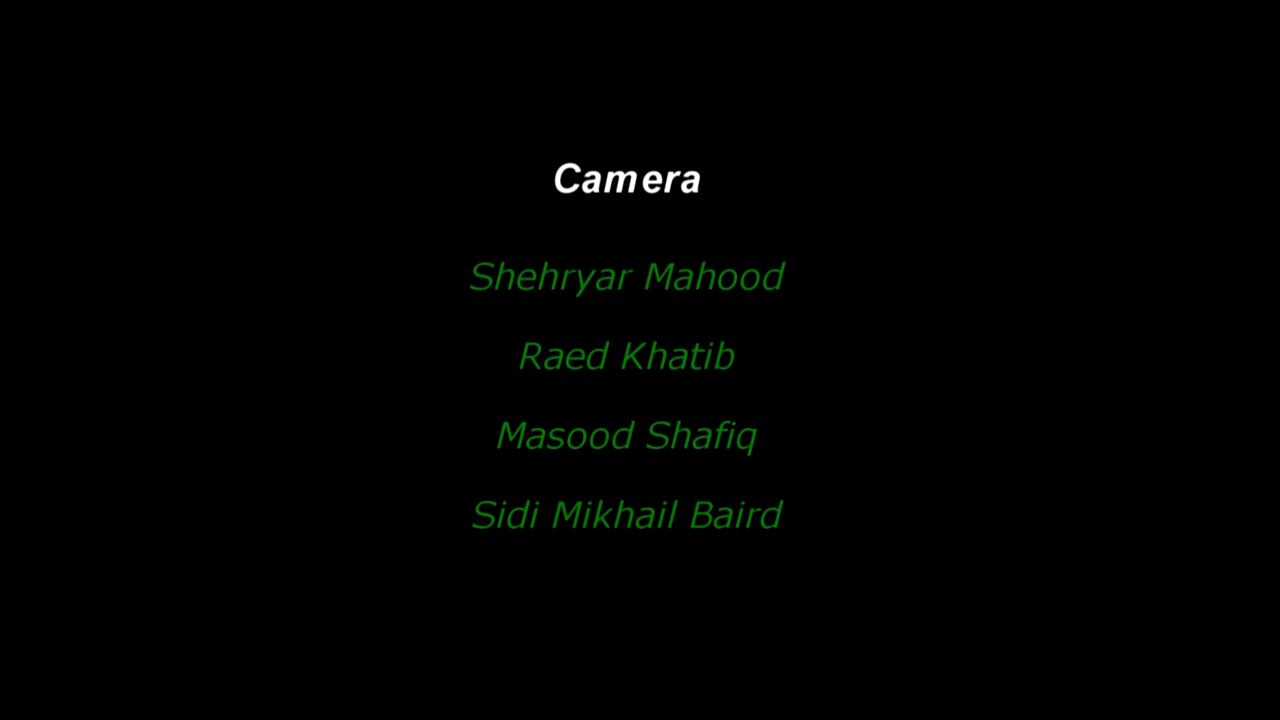 Camera
Shehryar Mahood
Raed Khatib
Masood Shafiq
Sidi Mikhail Baird